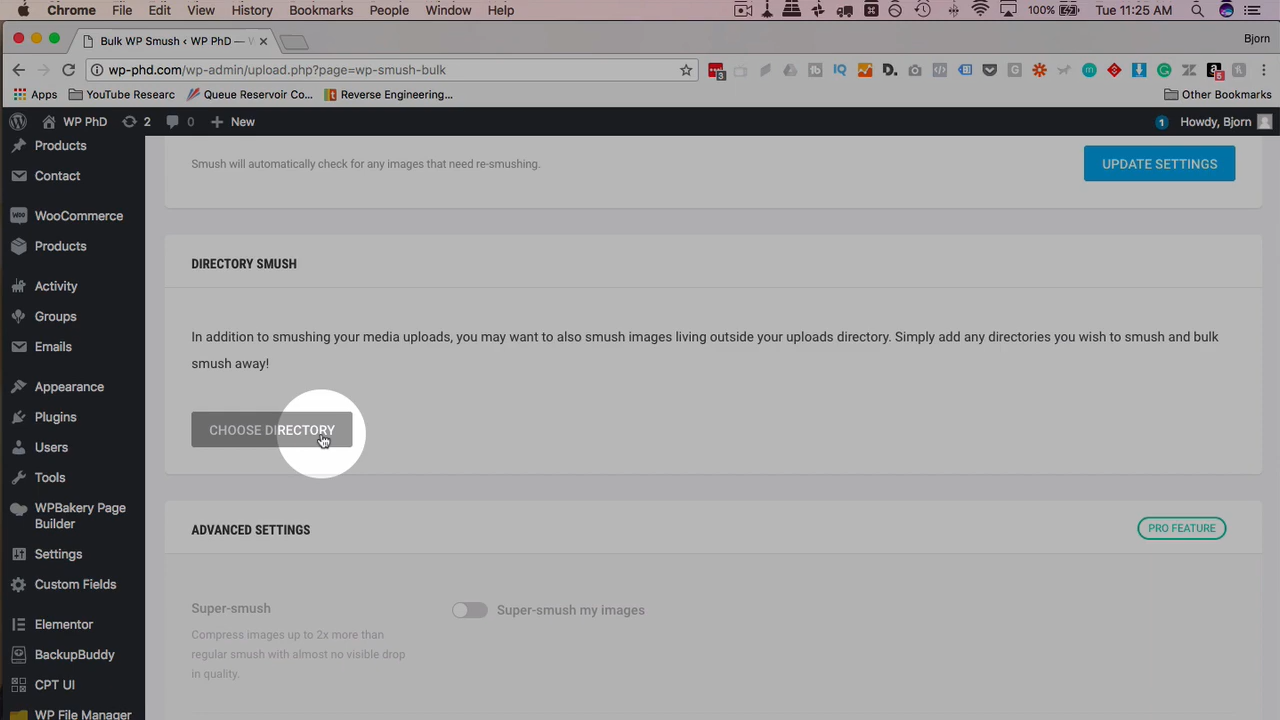 Chrome File Edit View History Bookmarks People Window Help 100% Tue 11:25 AM
Bulk WP Smush ‹ WP PhD — Bjorn
wp-phd.com/wp-admin/upload.php?page=wp-smush-bulk
Apps YouTube Researc Queue Reservoir Co... Reverse Engineering... Other Bookmarks
WP PhD 2 0 New 1 Howdy, Bjorn
Products
Contact
WooCommerce
Products
Activity
Groups
Emails
Appearance
Plugins
Users
Tools
WPBakery Page
Builder
Settings
Custom Fields
Elementor
BackupBuddy
CPT UI
WP File Manager
Smush will automatically check for any images that need re-smushing.
UPDATE SETTINGS
DIRECTORY SMUSH
In addition to smushing your media uploads, you may want to also smush images living outside your uploads directory. Simply add any directories you wish to smush and bulk
smush away!
CHOOSE DIRECTORY
ADVANCED SETTINGS
PRO FEATURE
Super-smush
Super-smush my images
Compress images up to 2x more than
regular smush with almost no visible drop
in quality.